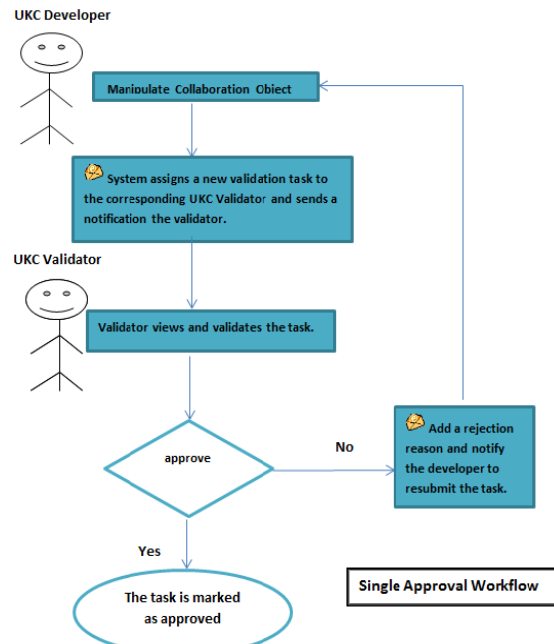 UKC Developer
Manipulate Collaboration Object
System assigns a new validation task to
the corresponding UKC Validator and sends a
notification the validator.
UKC Validator
Validator views and validates the task.
approve
No
Add a rejection
reason and notify
the developer to
resubmit the task.
Yes
Single Approval Workflow
The task is marked
as approved